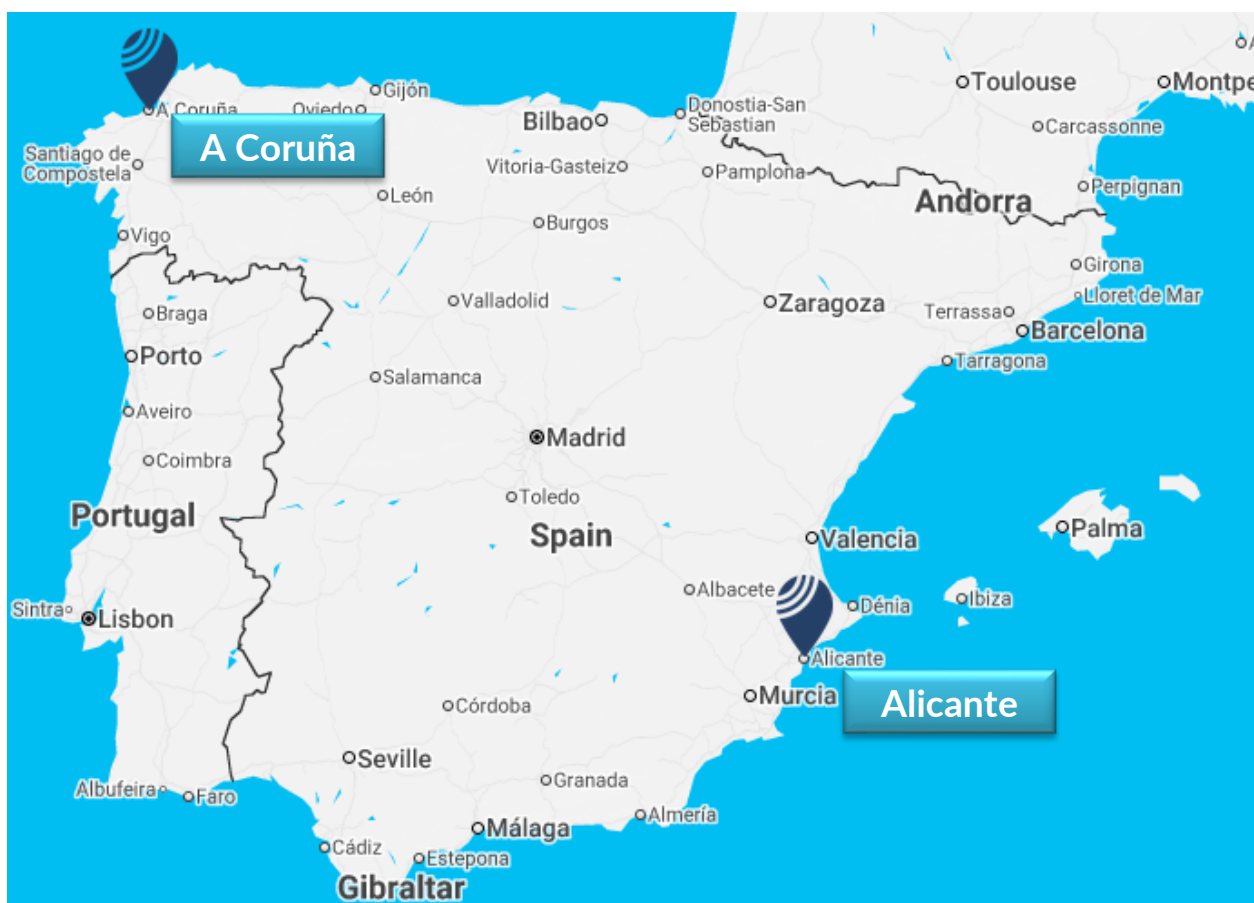 Toulouse
Montpe
Gijón
A Coruña
Oviedo
Bilbao
Donostia-San
Sebastian
Carcassonne
A Coruña
Santiago de
Compostela
Vitoria-Gasteiz
Pamplona
León
Andorra
Perpignan
Vigo
Burgos
Girona
Braga
Valladolid
Zaragoza
Terrassa
Lloret de Mar
Barcelona
Porto
Tarragona
Salamanca
Aveiro
Madrid
Coimbra
Toledo
Portugal
Spain
Valencia
Palma
Albacete
Dénia
Ibiza
Sintra
Lisbon
Alicante
Murcia
Alicante
Córdoba
Seville
Granada
Albufeira
Faro
Almería
Málaga
Cádiz
Estepona
Gibraltar